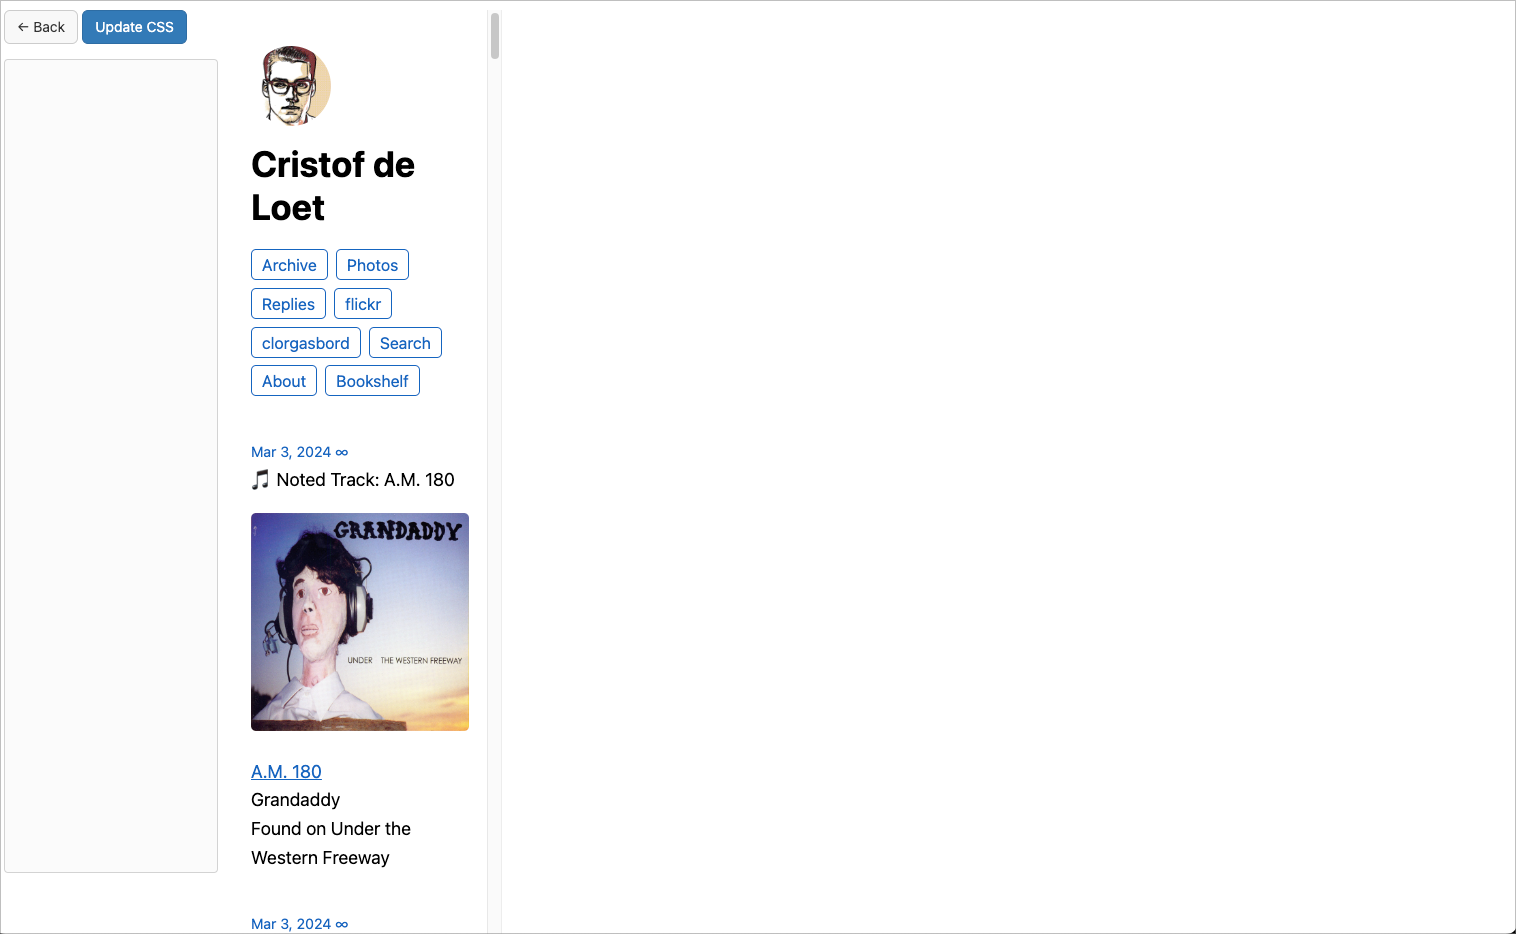 ← Back
Update CSS
Cristof de
Loet
Archive
Photos
Replies
flickr
clorgasbord
Search
About
Bookshelf
Mar 3, 2024 ∞
🎵 Noted Track: A.M. 180
GRANDADDY
UNDER THE WESTERN FREEWAY
A.M. 180
Grandaddy
Found on Under the
Western Freeway
Mar 3, 2024 ∞